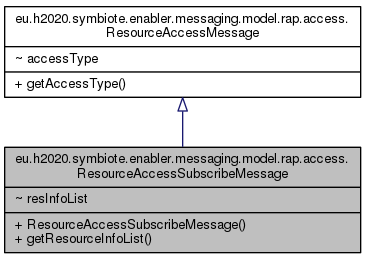 eu.h2020.symbiote.enabler.messaging.model.rap.access.
ResourceAccessMessage
~ accessType
+ getAccessType()
eu.h2020.symbiote.enabler.messaging.model.rap.access.
ResourceAccessSubscribeMessage
~ resInfoList
+ ResourceAccessSubscribeMessage()
+ getResourceInfoList()